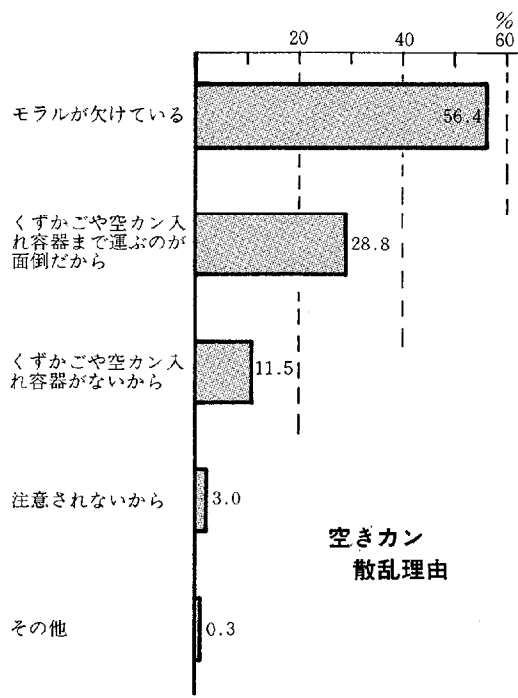 %
20 40 60
モラルが欠けている
56.4
くずかごや空カン入
れ容器まで運ぶのが
面倒だから
28.8
くずかごや空カン入
れ容器がないから
11.5
注意されないから
3.0
その他
0.3
空きカン
散乱理由